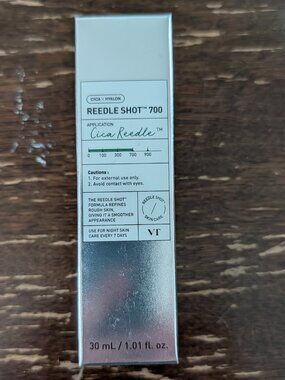 CICA × HYALON
REEDLE SHOT™ 700
APPLICATION
Cica Reedle™
0 100 300 700 900
Cautions :
1. For external use only.
2. Avoid contact with eyes.
THE REEDLE SHOT™
FORMULA REFINES
ROUGH SKIN,
GIVING IT A SMOOTHER
APPEARANCE
REEDLE SHOT
SKIN CARE
USE FOR NIGHT SKIN
CARE EVERY 7 DAYS
VT
30 mL / 1.01 fl. oz.